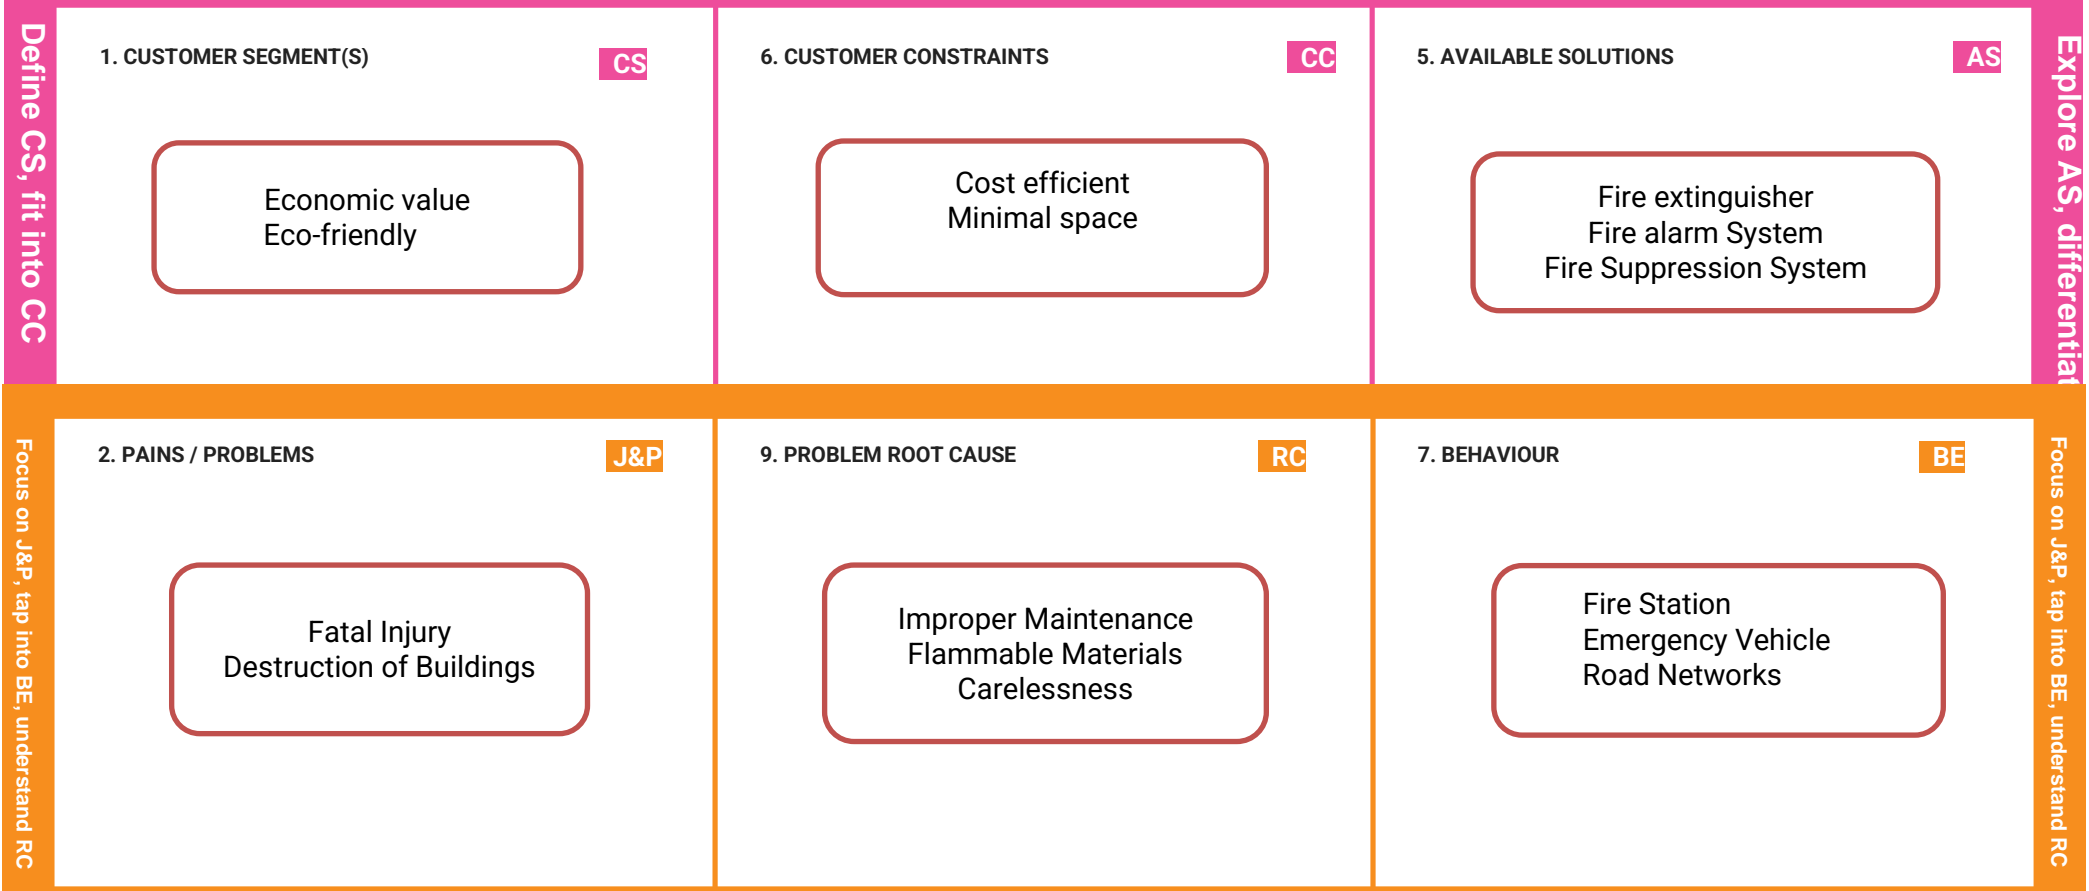 Define CS, fit into CC
1. CUSTOMER SEGMENT(S)
CS
Economic value
Eco-friendly
6. CUSTOMER CONSTRAINTS
CC
Cost efficient
Minimal space
5. AVAILABLE SOLUTIONS
AS
Fire extinguisher
Fire alarm System
Fire Suppression System
Explore AS, differentiat
Focus on J&P, tap into BE, understand RC
2. PAINS / PROBLEMS
J&P
Fatal Injury
Destruction of Buildings
9. PROBLEM ROOT CAUSE
RC
Improper Maintenance
Flammable Materials
Carelessness
7. BEHAVIOUR
BE
Fire Station
Emergency Vehicle
Road Networks
Focus on J&P, tap into BE, understand RC